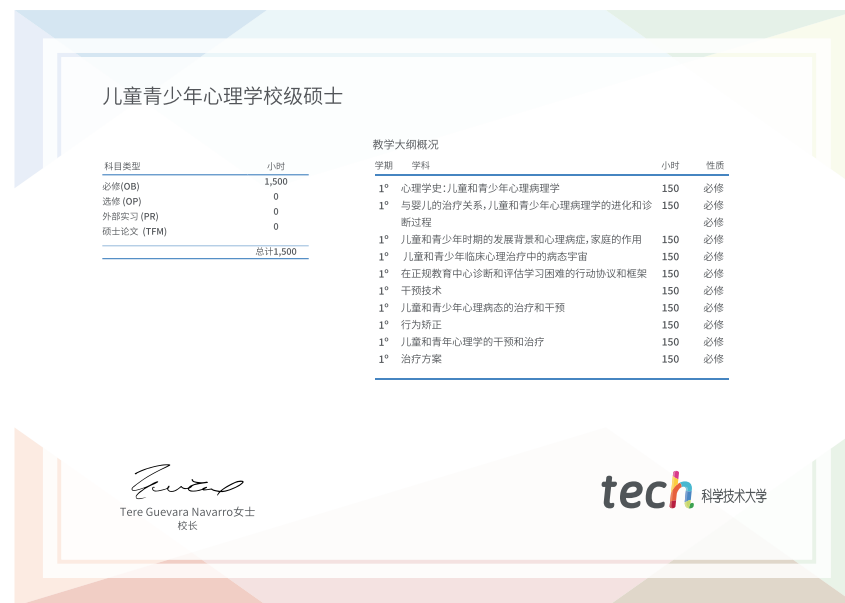 儿童青少年心理学校级硕士
科目类型 小时
必修(OB) 1,500
选修 (OP) 0
外部实习 (PR) 0
硕士论文 (TFM) 0
总计1,500
教学大纲概况
学期 学科 小时 性质
1º 心理学史：儿童和青少年心理病理学 150 必修
1º 与婴儿的治疗关系，儿童和青少年心理病理学的进化和诊 150 必修
断过程 必修
1º 儿童和青少年时期的发展背景和心理病症，家庭的作用 150 必修
1º 儿童和青少年临床心理治疗中的病态宇宙 150 必修
1º 在正规教育中心诊断和评估学习困难的行动协议和框架 150 必修
1º 干预技术 150 必修
1º 儿童和青少年心理病态的治疗和干预 150 必修
1º 行为矫正 150 必修
1º 儿童和青年心理学的干预和治疗 150 必修
1º 治疗方案 150 必修
Tere Guevara Navarro女士
校长
tech 科学技术大学